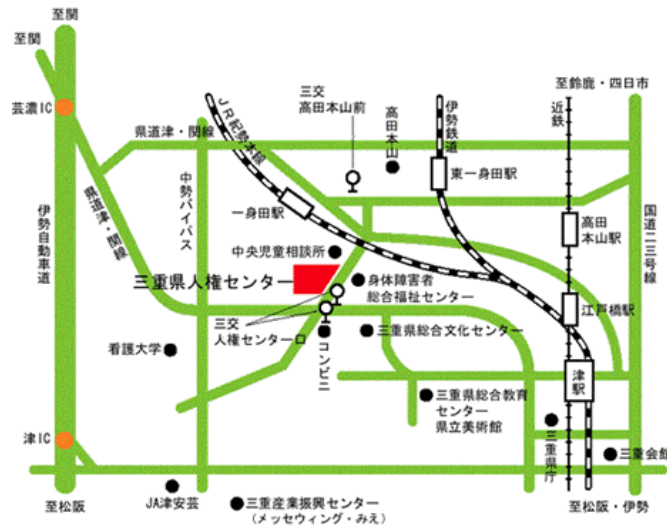 至関
至関
芸濃IC
県道津・関線
伊勢自動車道
県道津・関線
中勢バイパス
JR紀勢本線
三交
高田本山前
高田本山
伊勢鉄道
至鈴鹿・四日市
近鉄
東一身田駅
一身田駅
高田
本山駅
国道二三号線
中央児童相談所
三重県人権センター
身体障害者
総合福祉センター
江戸橋駅
三交
人権センター口
コンビニ
三重県総合文化センター
看護大学
津駅
三重県総合教育
センター
県立美術館
三重県庁
三重会館
津IC
至松阪
JA津安芸
三重産業振興センター
(メッセウィング・みえ)
至松阪・伊勢